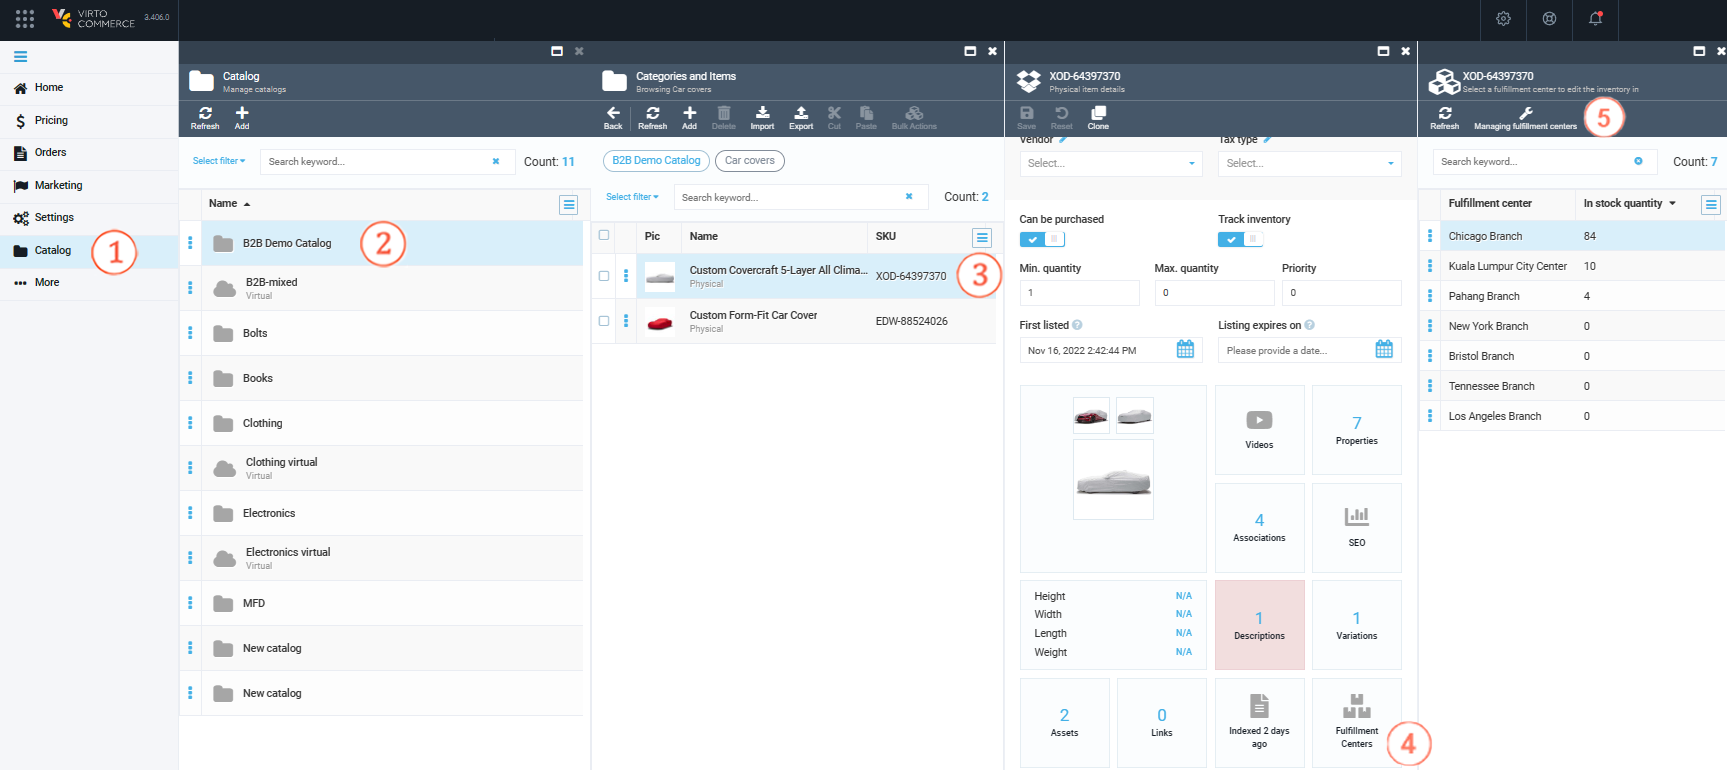 VIRTO
COMMERCE
3.406.0
Home
Pricing
Orders
Marketing
Settings
Catalog
More
1
Catalog
Manage catalogs
Refresh
Add
Select filter
Search keyword...
Count: 11
Name
B2B Demo Catalog
2
B2B-mixed
Virtual
Bolts
Books
Clothing
Clothing virtual
Virtual
Electronics
Electronics virtual
Virtual
MFD
New catalog
New catalog
Categories and Items
Browsing Car covers
Back
Refresh
Add
Delete
Import
Export
Cut
Paste
Bulk Actions
B2B Demo Catalog
Car covers
Select filter
Search keyword...
Count: 2
Pic
Name
SKU
Custom Covercraft 5-Layer All Clima...
Physical
XOD-64397370
3
Custom Form-Fit Car Cover
Physical
EDW-88524026
XOD-64397370
Physical item details
Save
Reset
Clone
Vendor
Tax type
Select...
Select...
Can be purchased
Track inventory
Min. quantity
Max. quantity
Priority
1
0
0
First listed
Listing expires on
Nov 16, 2022 2:42:44 PM
Please provide a date...
Videos
7
Properties
4
Associations
SEO
Height N/A
Width N/A
Length N/A
Weight N/A
1
Descriptions
1
Variations
2
Assets
0
Links
Indexed 2 days
ago
Fulfillment
Centers
4
XOD-64397370
Select a fulfillment center to edit the inventory in
Refresh
Managing fulfillment centers
5
Search keyword...
Count: 7
Fulfillment center
In stock quantity
Chicago Branch 84
Kuala Lumpur City Center 10
Pahang Branch 4
New York Branch 0
Bristol Branch 0
Tennessee Branch 0
Los Angeles Branch 0